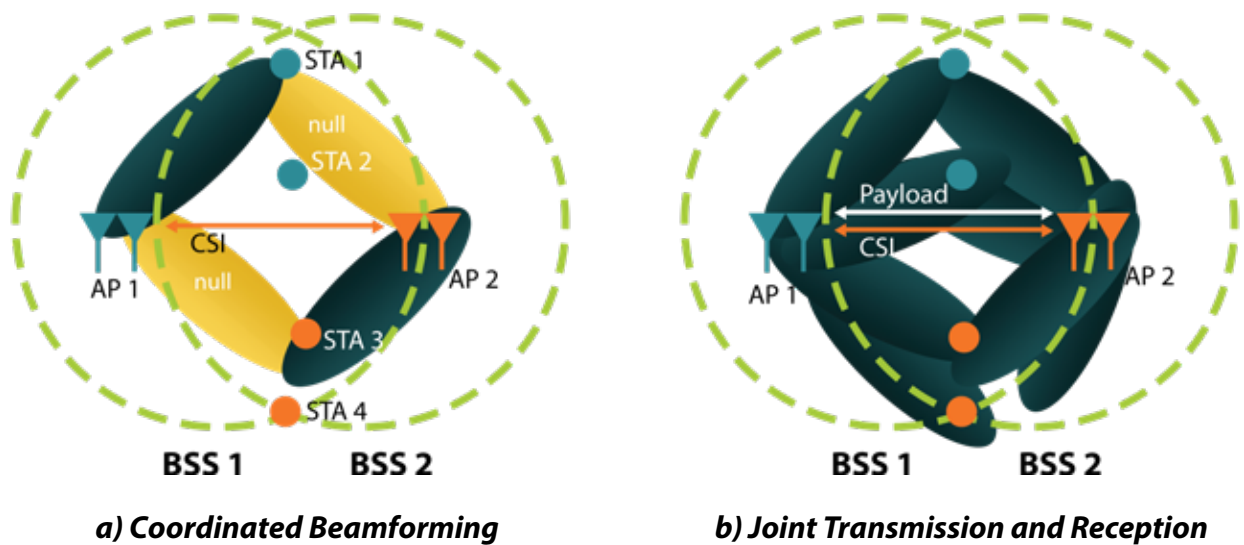 STA 1
null
STA 2
CSI
AP 1
null
AP 2
STA 3
STA 4
BSS 1
BSS 2
a) Coordinated Beamforming
Payload
CSI
AP 1
AP 2
BSS 1
BSS 2
b) Joint Transmission and Reception